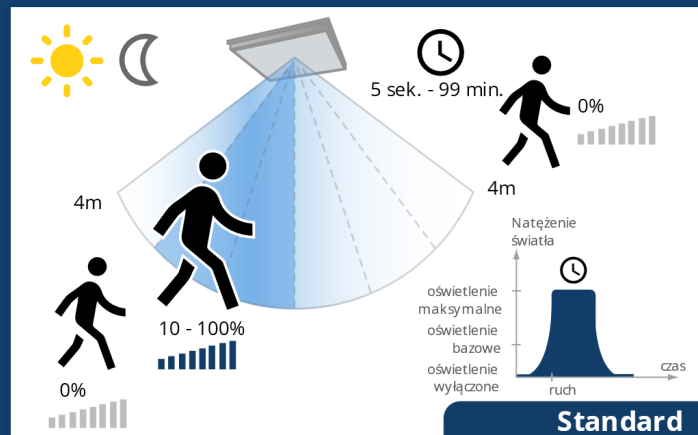 5 sek. - 99 min.
0%
4m
4m
10 - 100%
0%
Natężenie
światła
oświetlenie
maksymalne
oświetlenie
bazowe
oświetlenie
wyłączone
ruch
czas
Standard